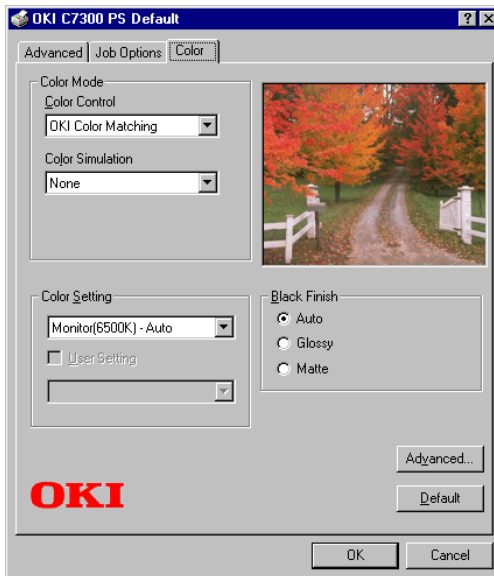 OKI C7300 PS Default
Advanced Job Options Color
Color Mode
Color Control
OKI Color Matching
Color Simulation
None
Color Setting
Monitor(6500K) - Auto
User Setting
Black Finish
Auto
Glossy
Matte
Advanced...
OKI
Default
OK Cancel